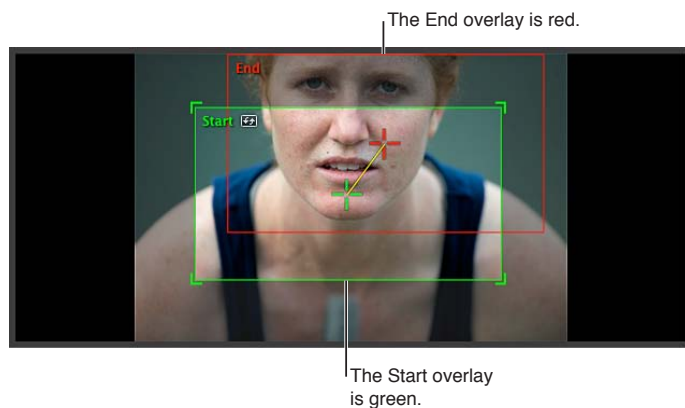 The End overlay is red.
End
Start
The Start overlay
is green.